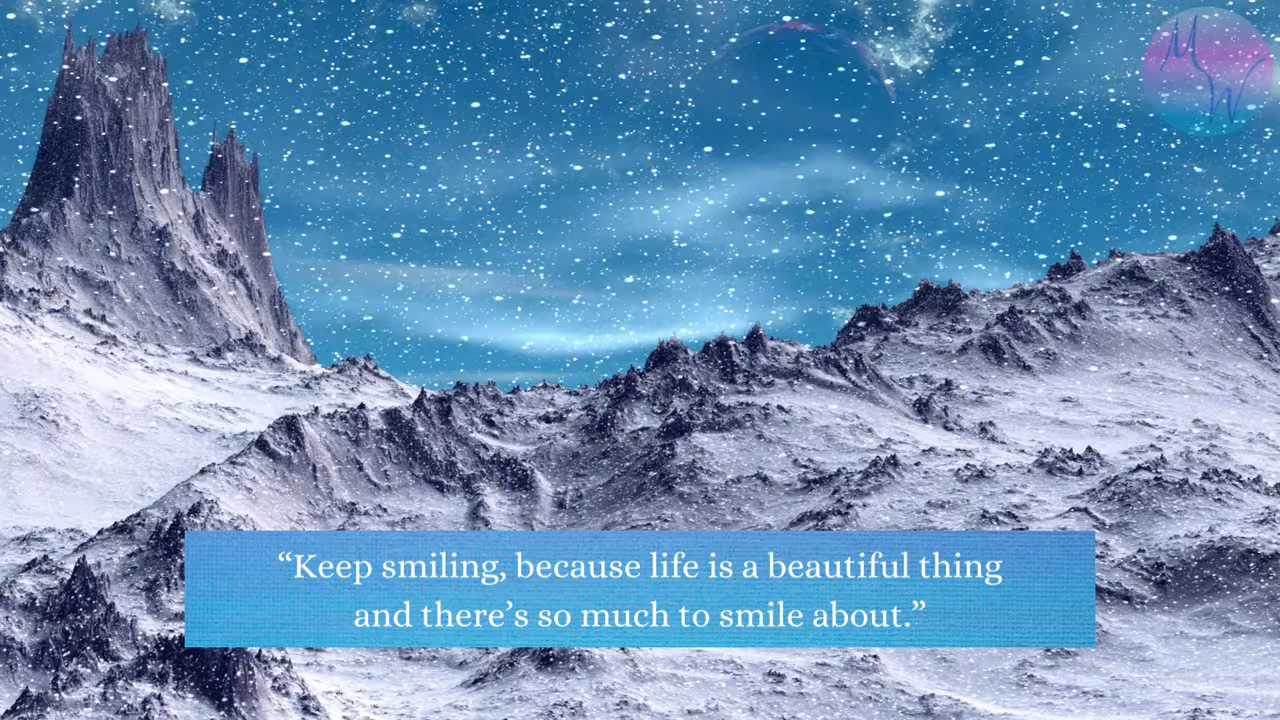 M
W
“Keep smiling, because life is a beautiful thing
and there’s so much to smile about.”